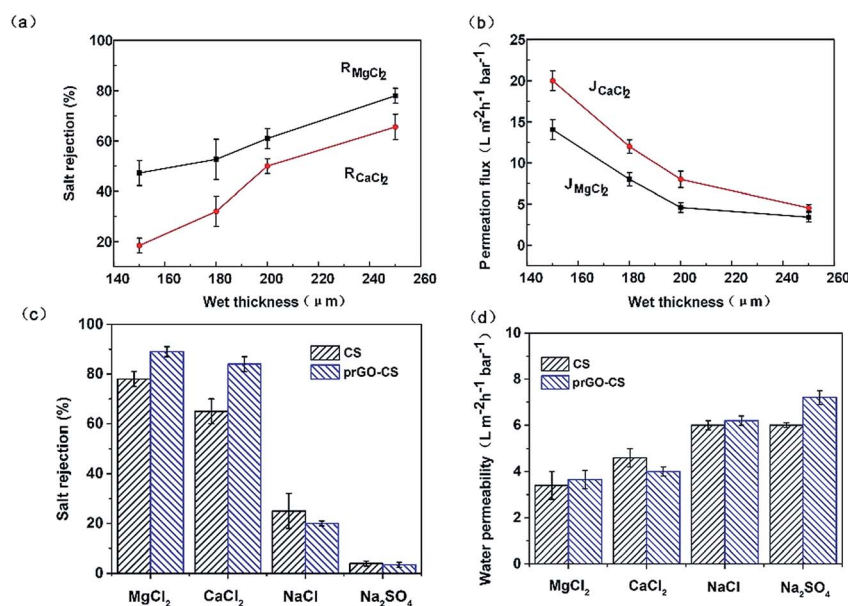 (a)
100
80
60
40
20
Salt rejection (%)
R_MgCl₂
R_CaCl₂
140 160 180 200 220 240 260
Wet thickness (μm)
(b)
25
20
15
10
5
0
Permeation flux (L m⁻²h⁻¹ bar⁻¹)
J_CaCl₂
J_MgCl₂
140 160 180 200 220 240 260
Wet thickness (μm)
(c)
100
80
60
40
20
0
Salt rejection (%)
CS
prGO-CS
MgCl₂ CaCl₂ NaCl Na₂SO₄
(d)
10
8
6
4
2
0
Water permeability (L m⁻²h⁻¹ bar⁻¹)
CS
prGO-CS
MgCl₂ CaCl₂ NaCl Na₂SO₄